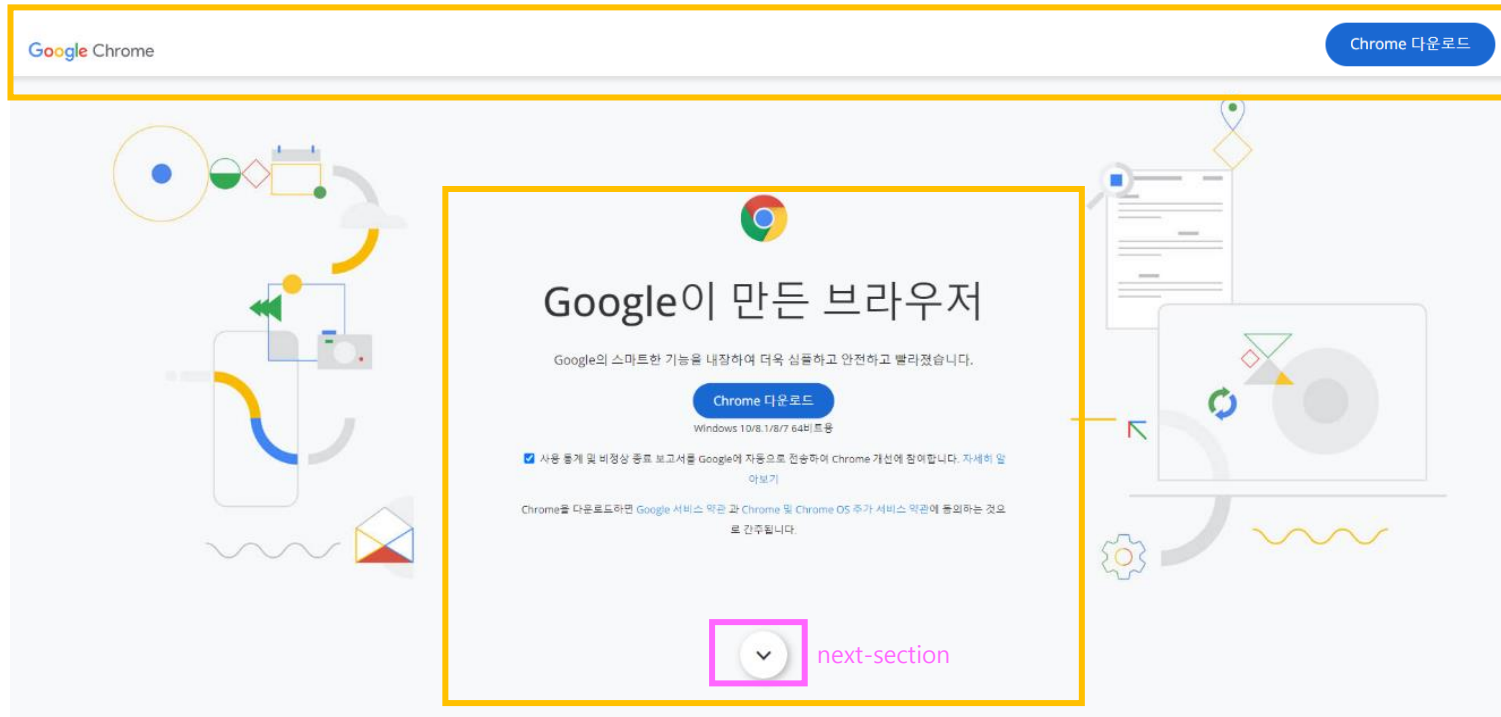 Google Chrome
Chrome 다운로드
Google이 만든 브라우저
Google의 스마트한 기능을 내장하여 더욱 심플하고 안전하고 빨라졌습니다.
Chrome 다운로드
Windows 10/8.1/8/7 64비트용
사용 통계 및 비정상 종료 보고서를 Google에 자동으로 전송하여 Chrome 개선에 참여합니다. 자세히 알
아보기
Chrome을 다운로드하면 Google 서비스 약관 과 Chrome 및 Chrome OS 추가 서비스 약관에 동의하는 것으
로 간주됩니다.
next-section